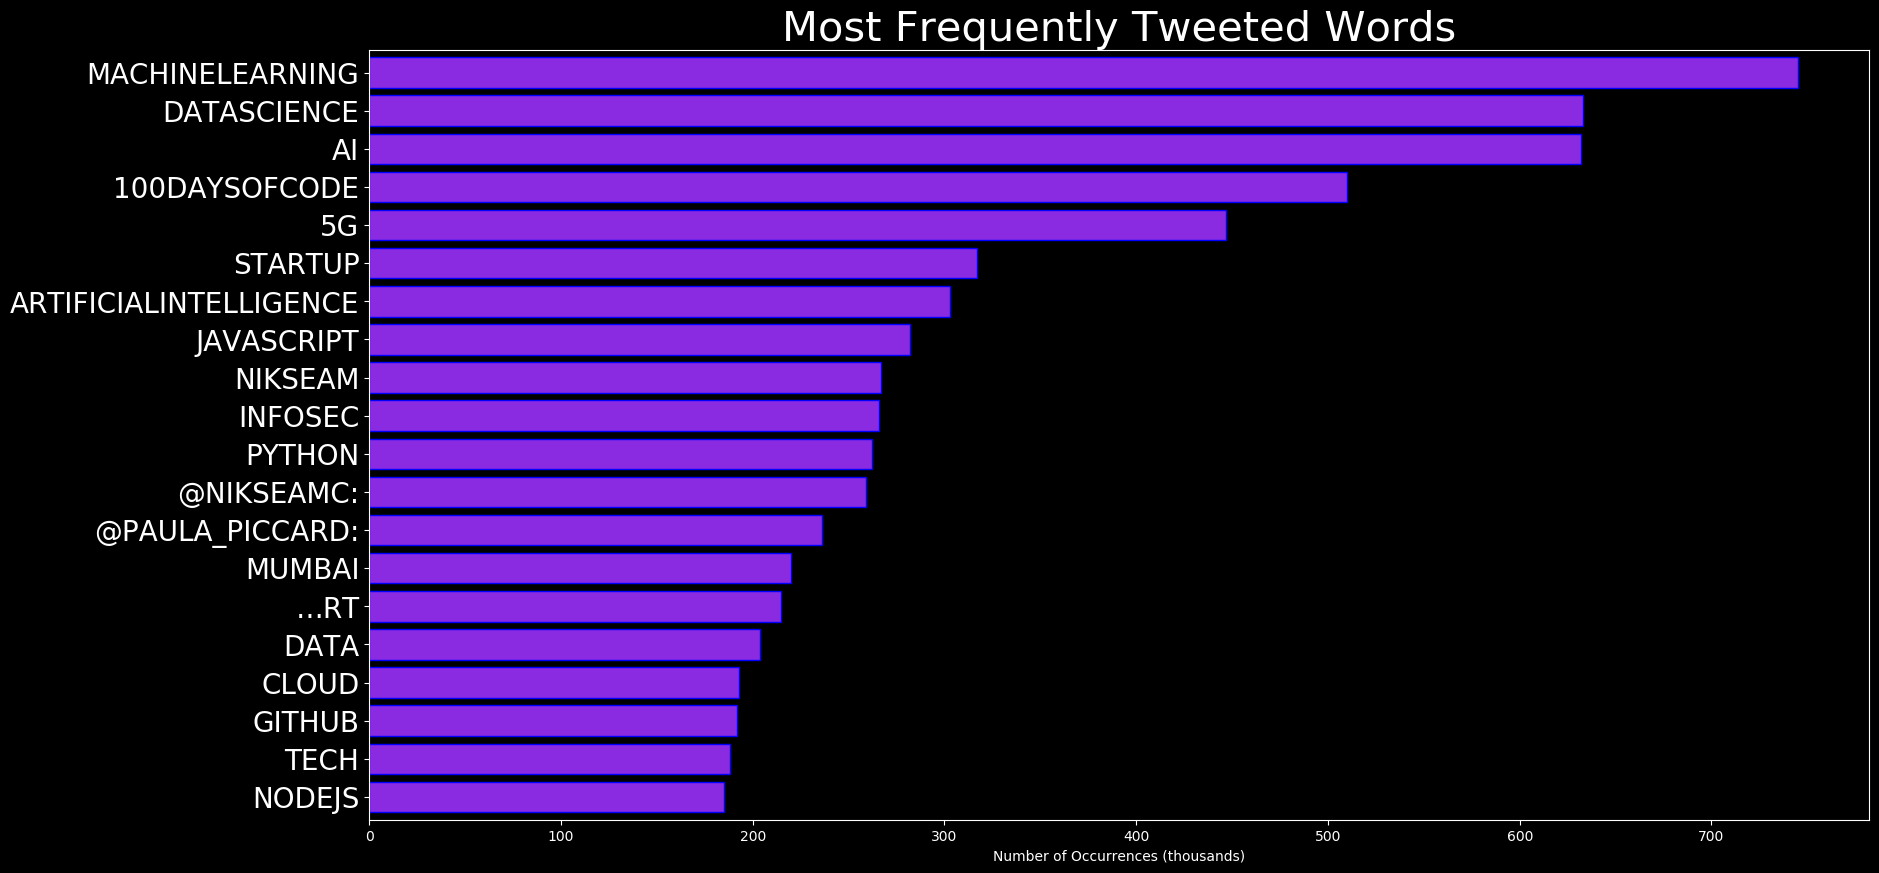 Most Frequently Tweeted Words
MACHINELEARNING
DATASCIENCE
AI
100DAYSOFCODE
5G
STARTUP
ARTIFICIALINTELLIGENCE
JAVASCRIPT
NIKSEAM
INFOSEC
PYTHON
@NIKSEAMC:
@PAULA_PICCARD:
MUMBAI
…RT
DATA
CLOUD
GITHUB
TECH
NODEJS
0 100 200 300 400 500 600 700
Number of Occurrences (thousands)